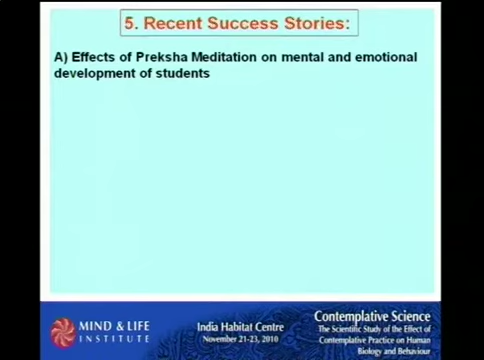 5. Recent Success Stories:
A) Effects of Preksha Meditation on mental and emotional
development of students
MIND & LIFE
INSTITUTE
India Habitat Centre
November 21-23, 2010
Contemplative Science
The Scientific Study of the Effect of
Contemplative Practice on Human
Biology and Behaviour